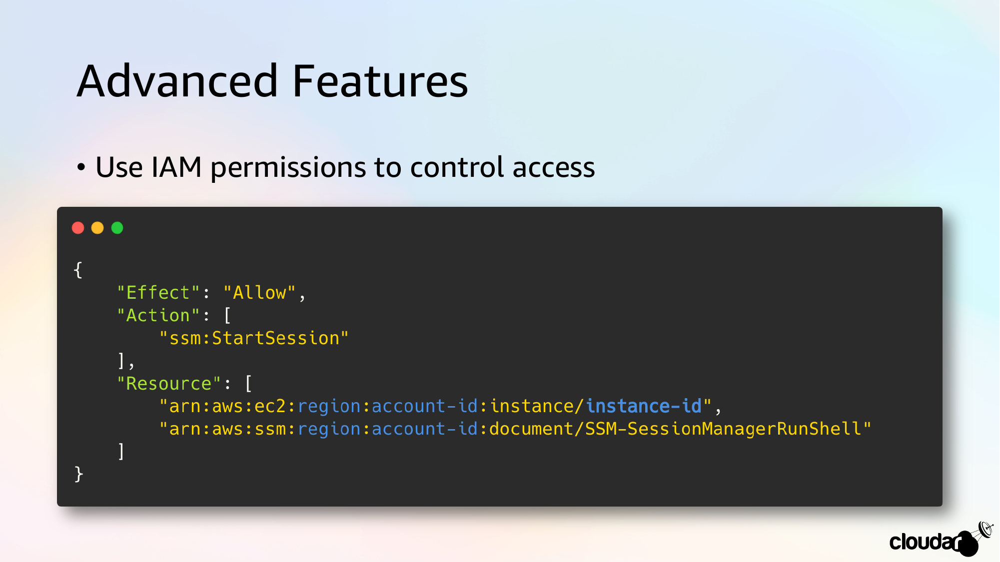 Advanced Features
• Use IAM permissions to control access
{
    "Effect": "Allow",
    "Action": [
        "ssm:StartSession"
    ],
    "Resource": [
        "arn:aws:ec2:region:account-id:instance/instance-id",
        "arn:aws:ssm:region:account-id:document/SSM-SessionManagerRunShell"
    ]
}
cloudar